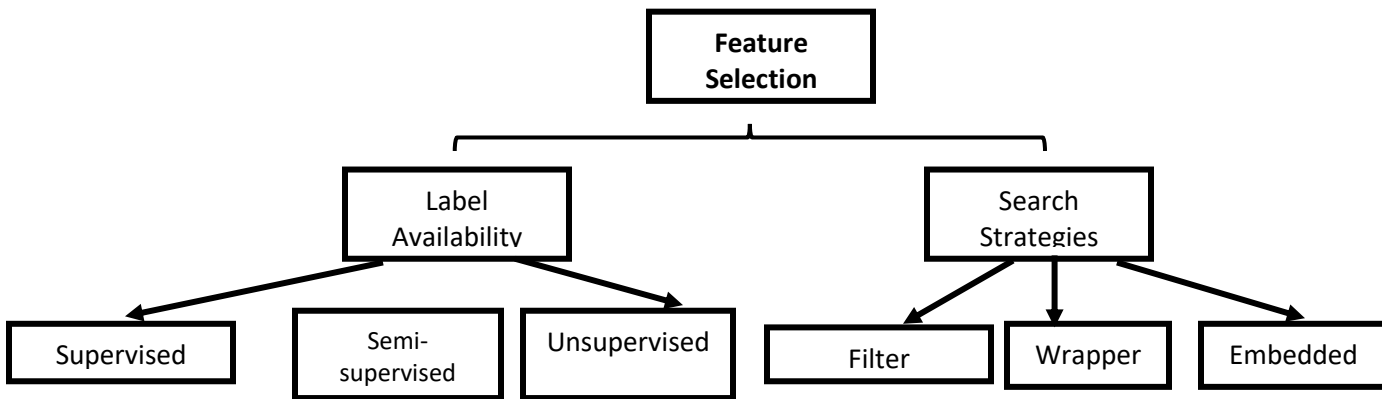 Feature
Selection
Label
Availability
Search
Strategies
Supervised
Semi-
supervised
Unsupervised
Filter
Wrapper
Embedded